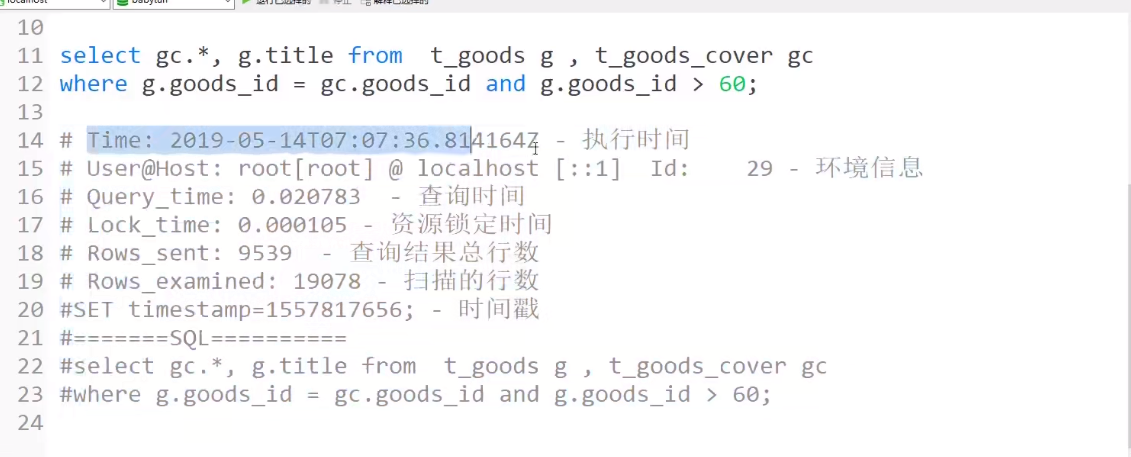 localhost babytun 运行已选择的 停止 解释已选择的
10
11 select gc.*, g.title from  t_goods g , t_goods_cover gc
12 where g.goods_id = gc.goods_id and g.goods_id > 60;
13
14 # Time: 2019-05-14T07:07:36.814164Z - 执行时间
15 # User@Host: root[root] @ localhost [::1]  Id:    29 - 环境信息
16 # Query_time: 0.020783  - 查询时间
17 # Lock_time: 0.000105 - 资源锁定时间
18 # Rows_sent: 9539  - 查询结果总行数
19 # Rows_examined: 19078 - 扫描的行数
20 #SET timestamp=1557817656; - 时间戳
21 #=======SQL==========
22 #select gc.*, g.title from  t_goods g , t_goods_cover gc
23 #where g.goods_id = gc.goods_id and g.goods_id > 60;
24